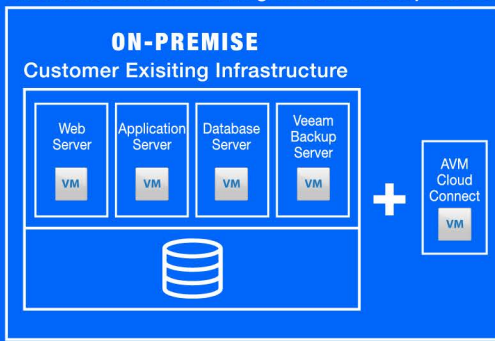 ON-PREMISE
Customer Exisiting Infrastructure
Web
Server
VM
Application
Server
VM
Database
Server
VM
Veeam
Backup
Server
VM
AVM
Cloud
Connect
VM